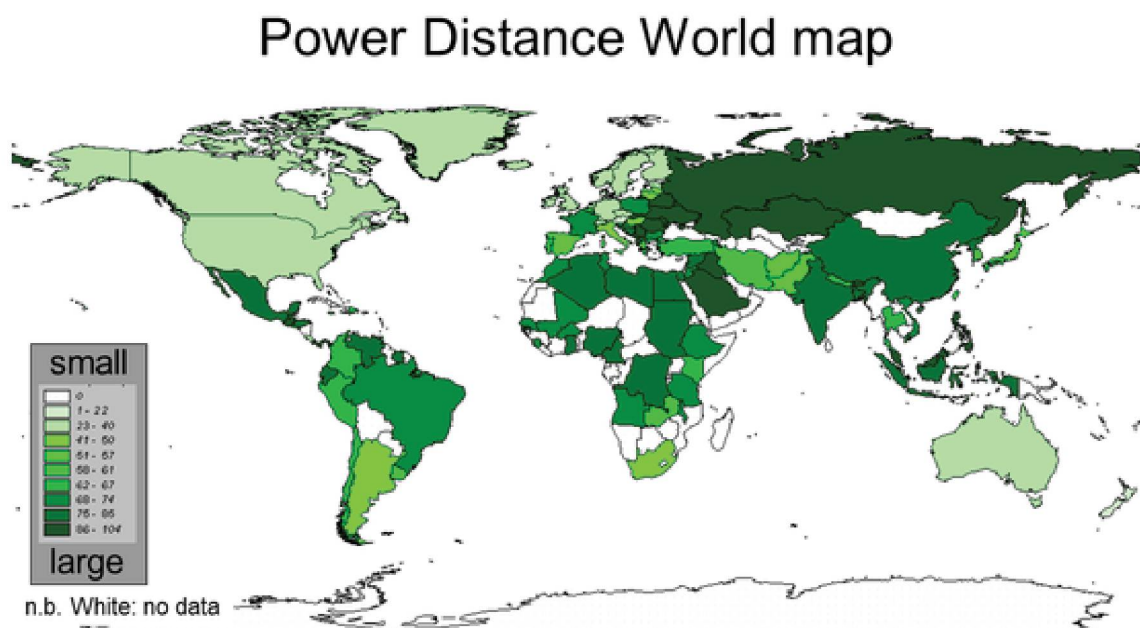 Power Distance World map
small
0
1 - 22
23 - 40
41 - 50
51 - 57
58 - 61
62 - 67
68 - 74
75 - 85
86 - 104
large
n.b. White: no data